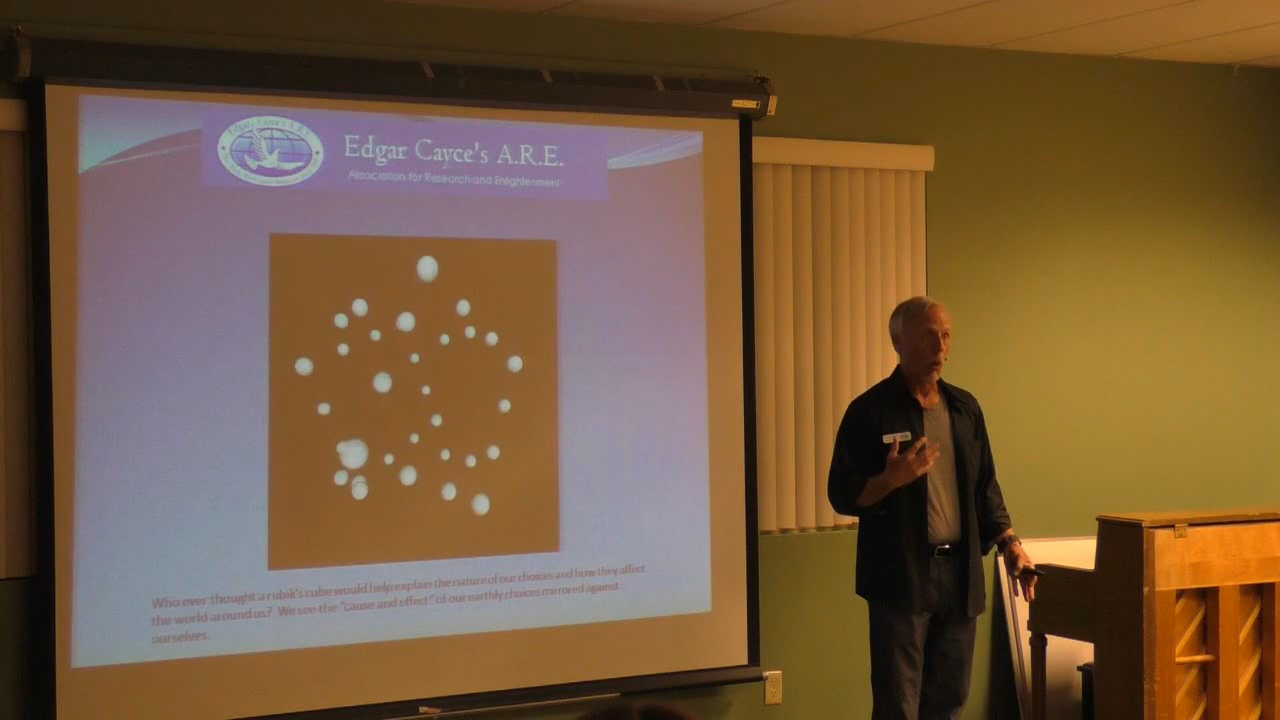 Edgar Cayce's A.R.E.
Edgar Cayce's A.R.E.
Association for Research and Enlightenment
Who ever thought a rubik's cube would help explain the nature of our choices and how they affect
the world around us? We see the "cause and effect" of our earthly choices mirrored against
ourselves.